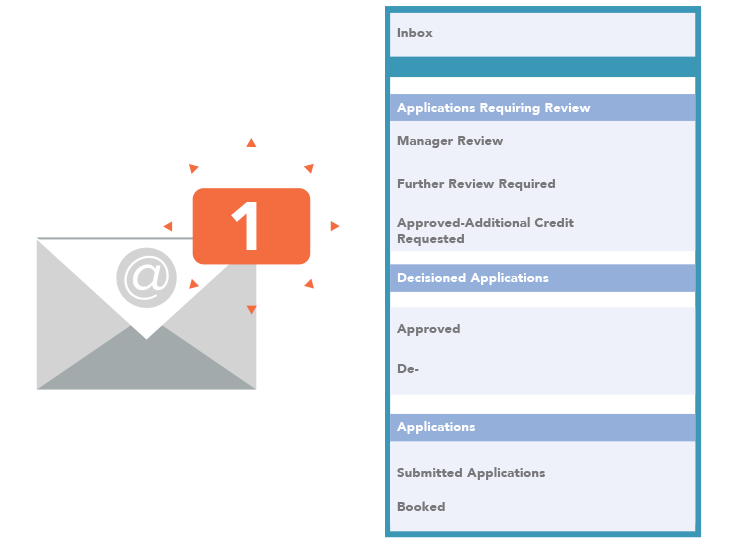 1
@
Inbox
Applications Requiring Review
Manager Review
Further Review Required
Approved-Additional Credit
Requested
Decisioned Applications
Approved
De-
Applications
Submitted Applications
Booked